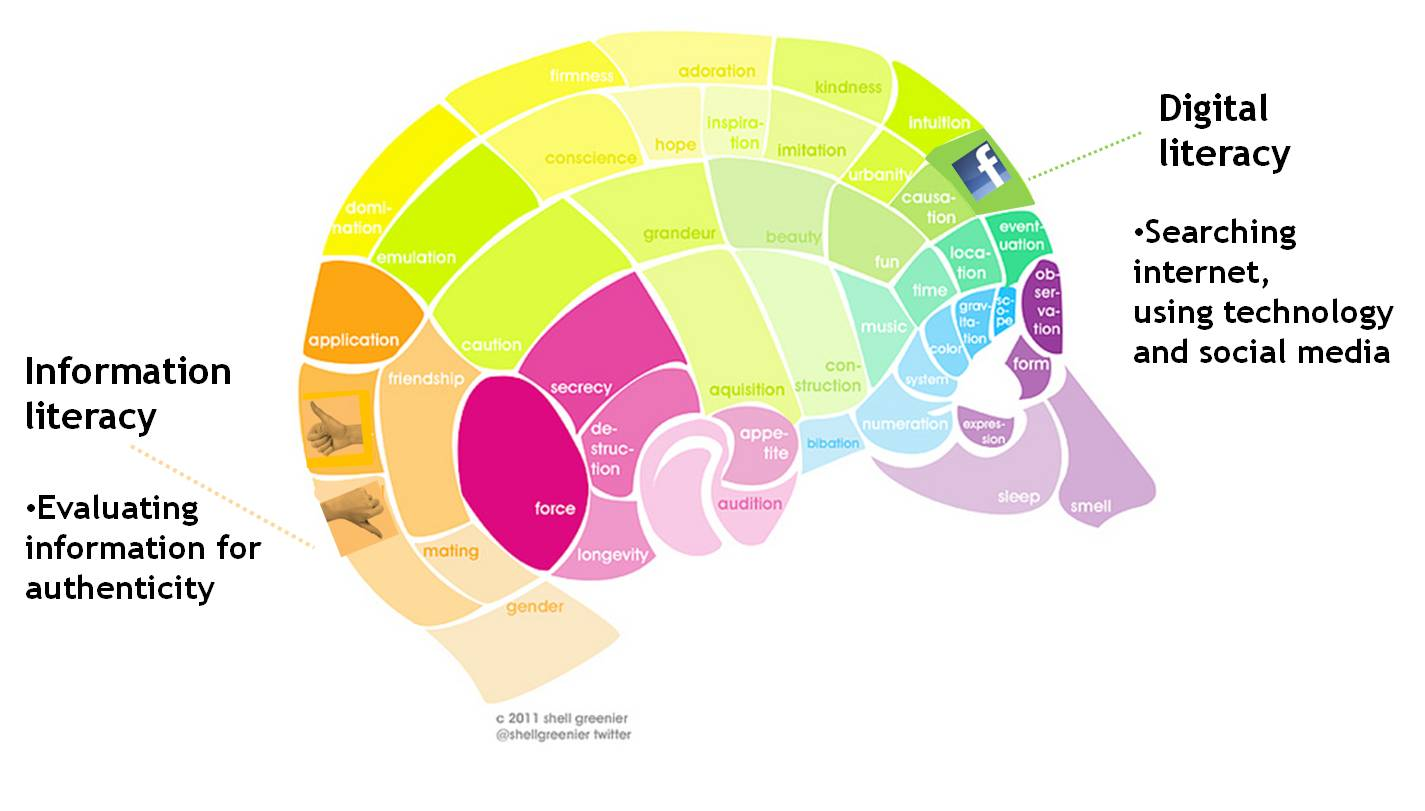 firmness
adoration
kindness
intuition
Digital
literacy
•Searching
internet,
using technology
and social media
f
conscience
hope
inspira-
tion
imitation
urbanity
causa-
tion
domi-
nation
emulation
grandeur
beauty
fun
loca-
tion
event-
uation
time
grav-
ita-
tion
sc-
o-
pe
ob-
ser-
va-
tion
application
caution
music
color
form
Information
literacy
•Evaluating
information for
authenticity
friendship
secrecy
aquisition
con-
struction
system
de-
struc-
tion
appe-
tite
bibation
numeration
expres-
sion
force
audition
sleep
smell
mating
longevity
gender
c 2011 shell greenier
@shellgreenier twitter